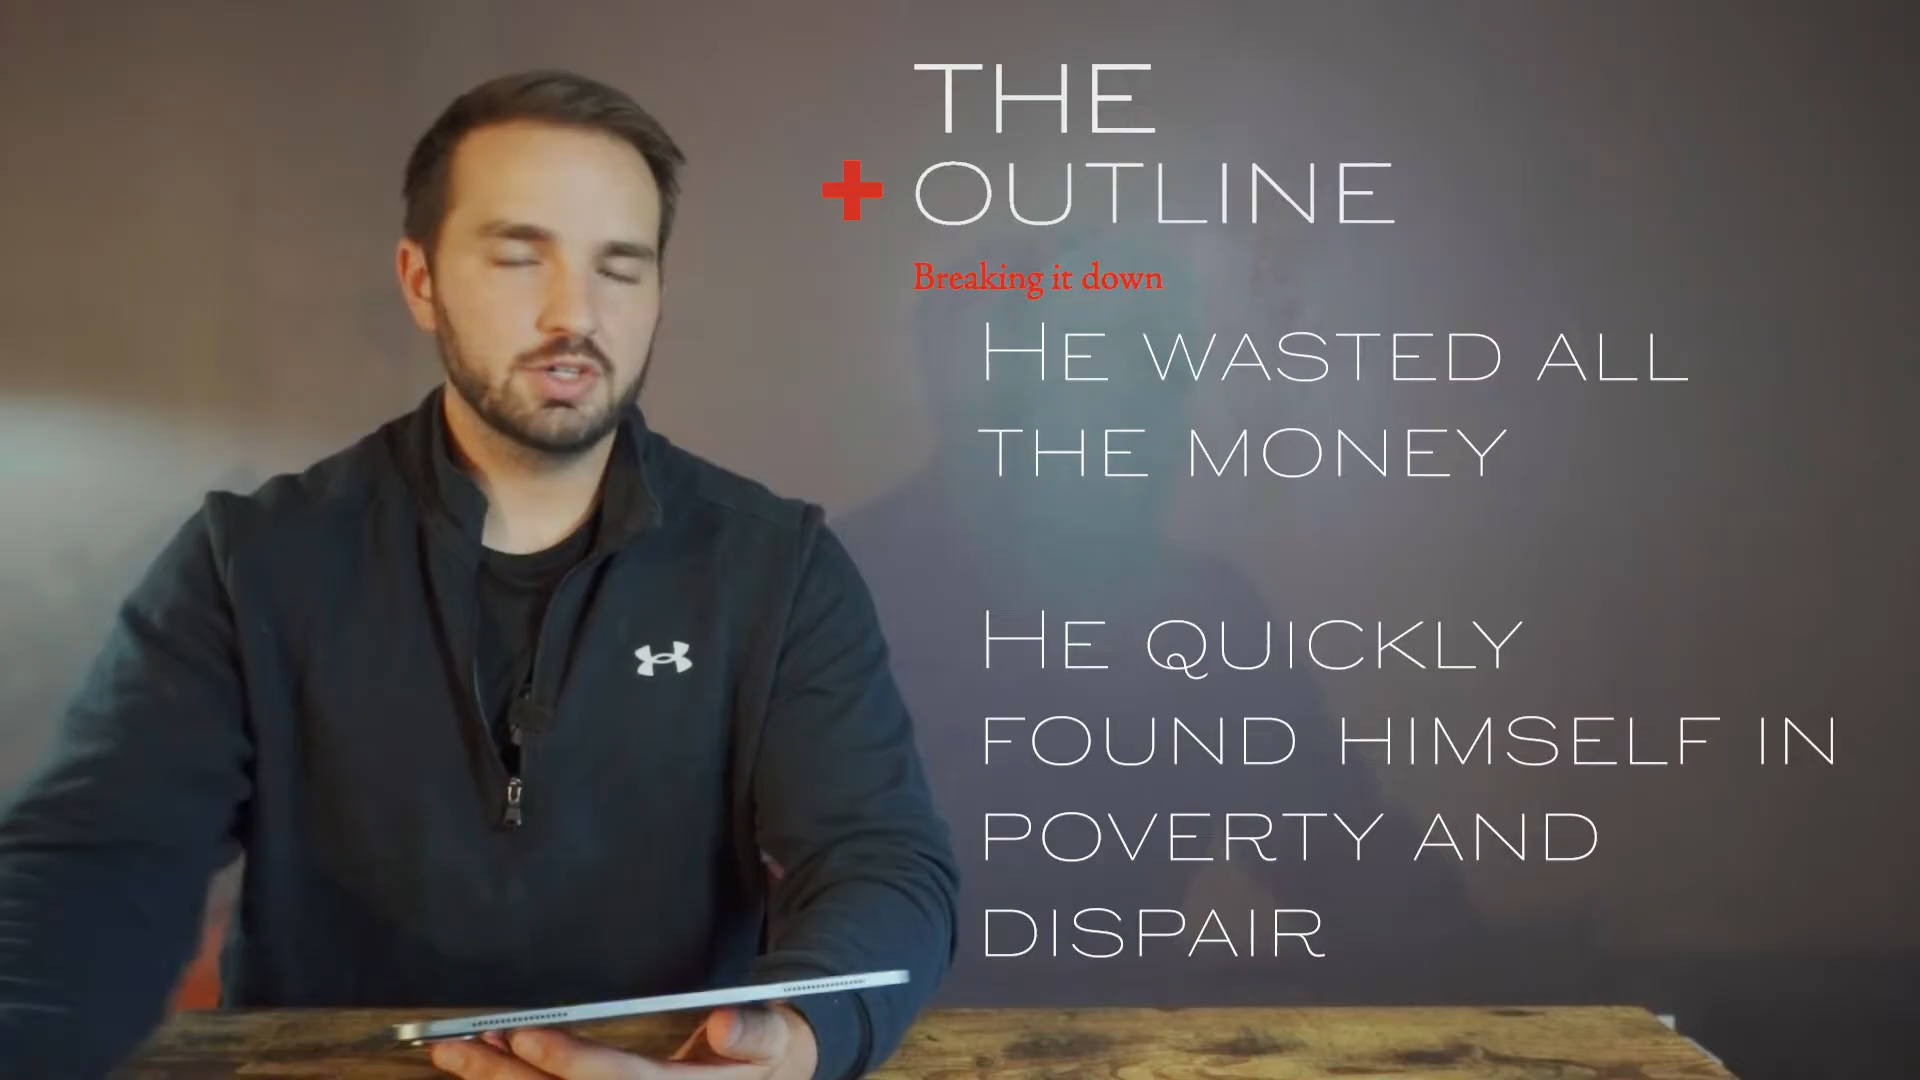 THE
+ OUTLINE
Breaking it down
HE WASTED ALL
THE MONEY
HE QUICKLY
FOUND HIMSELF IN
POVERTY AND
DISPAIR